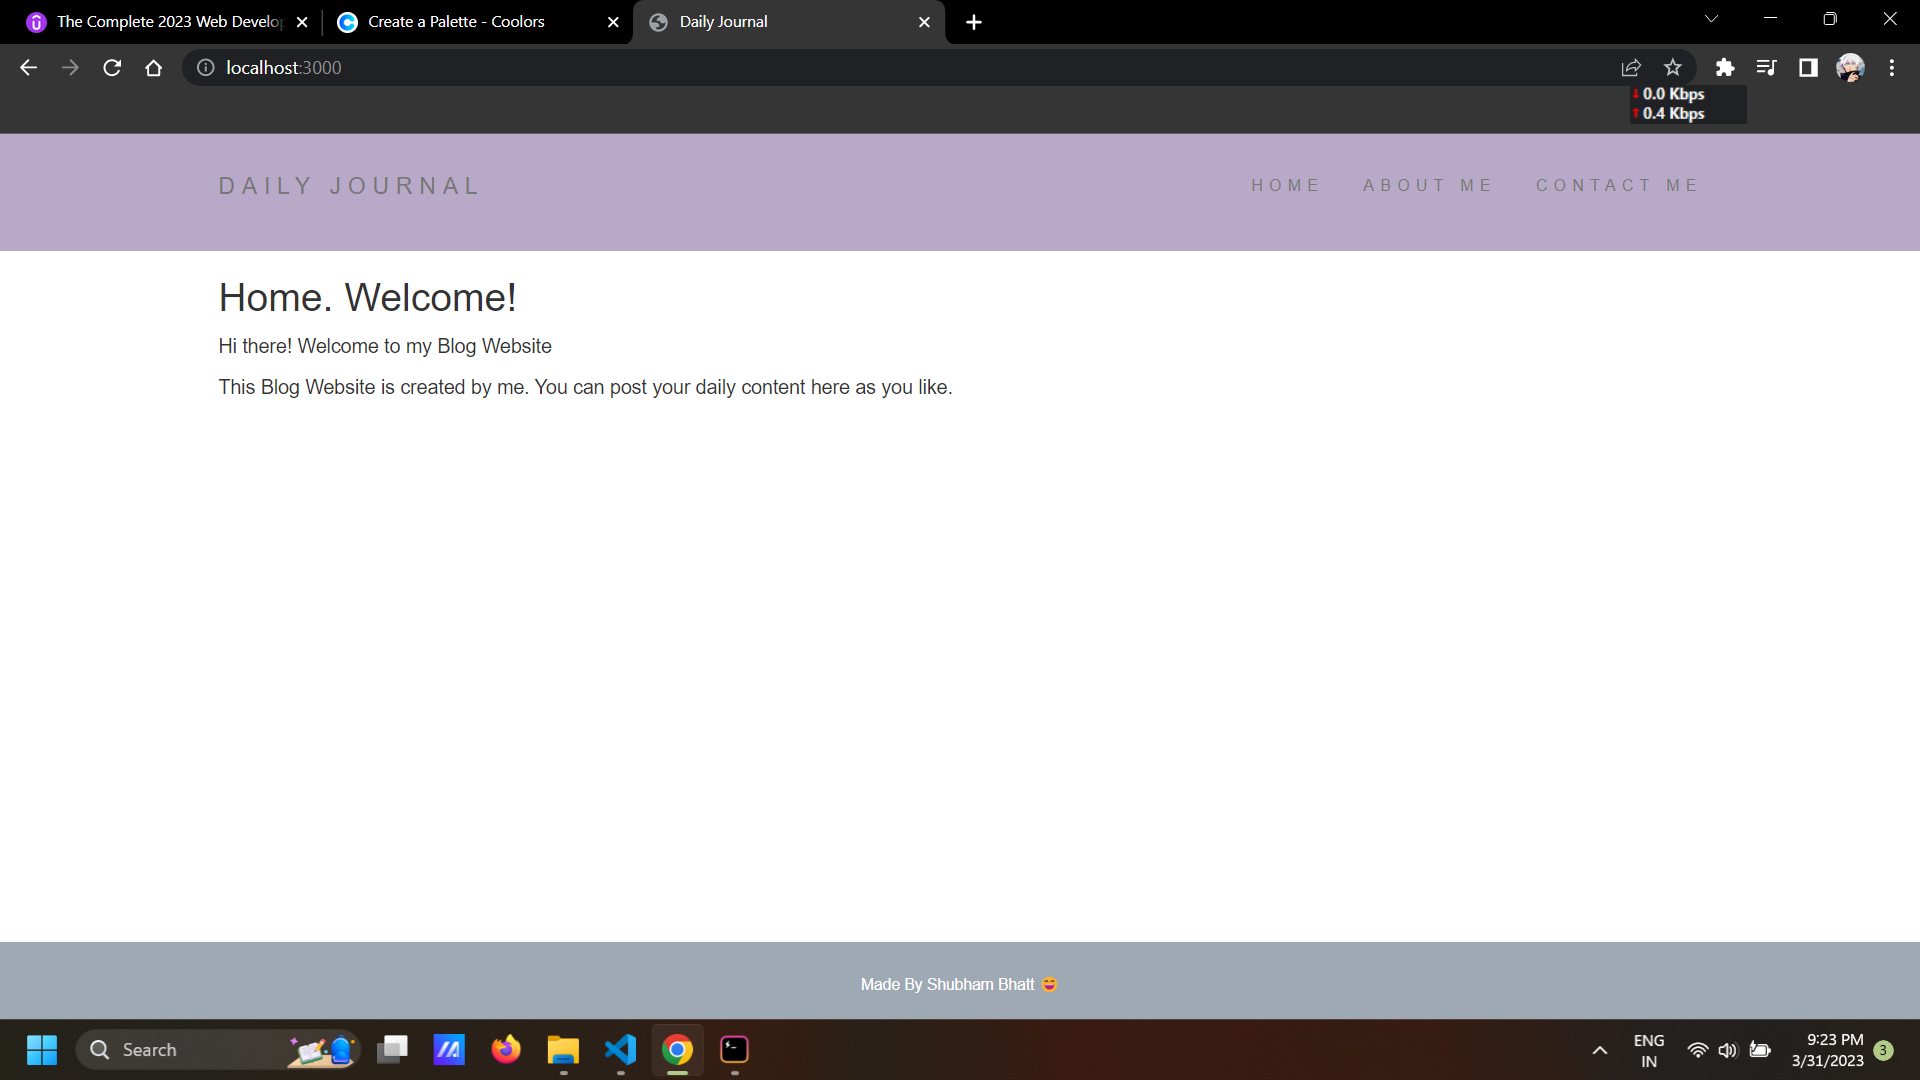 The Complete 2023 Web Develop
Create a Palette - Coolors
Daily Journal
localhost:3000
0.0 Kbps
0.4 Kbps
DAILY JOURNAL
HOME
ABOUT ME
CONTACT ME
Home. Welcome!
Hi there! Welcome to my Blog Website
This Blog Website is created by me. You can post your daily content here as you like.
Made By Shubham Bhatt 😄
Search
ENG
IN
9:23 PM
3/31/2023
3